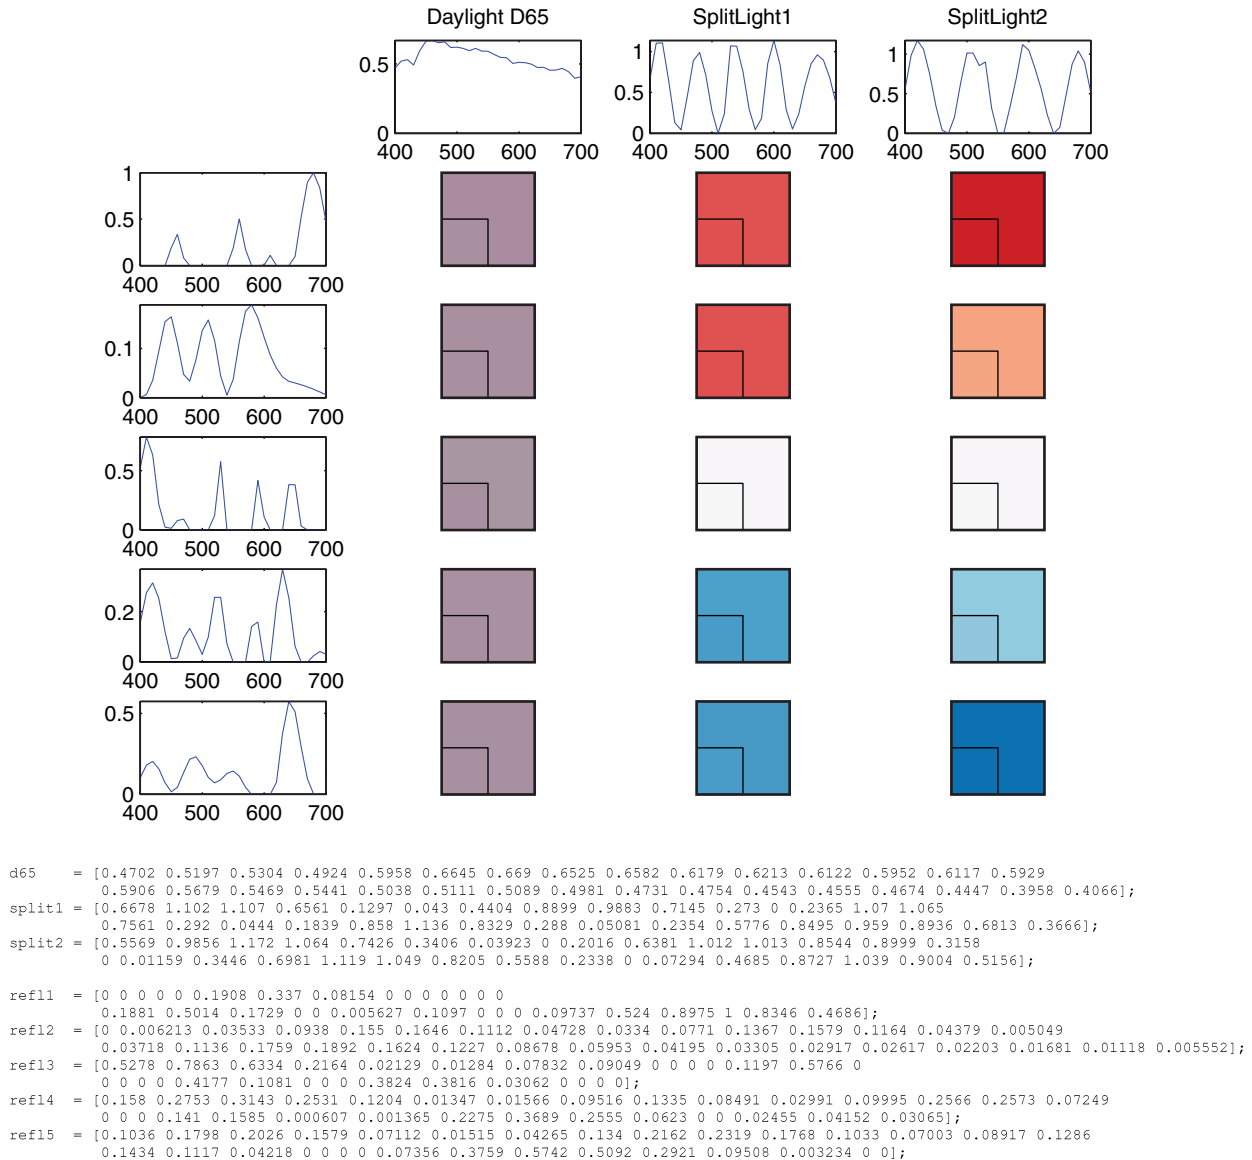 Daylight D65 SplitLight1 SplitLight2
0.5
0
400 500 600 700
1
0.5
0
400 500 600 700
1
0.5
0
400 500 600 700
1
0.5
0
400 500 600 700
0.1
0
400 500 600 700
0.5
0
400 500 600 700
0.2
0
400 500 600 700
0.5
0
400 500 600 700
d65 = [0.4702 0.5197 0.5304 0.4924 0.5958 0.6645 0.669 0.6525 0.6582 0.6179 0.6213 0.6122 0.5952 0.6117 0.5929
0.5906 0.5679 0.5469 0.5441 0.5038 0.5111 0.5089 0.4981 0.4731 0.4754 0.4543 0.4555 0.4674 0.4447 0.3958 0.4066];
split1 = [0.6678 1.102 1.107 0.6561 0.1297 0.043 0.4404 0.8899 0.9883 0.7145 0.273 0 0.2365 1.07 1.065
0.7561 0.292 0.0444 0.1839 0.858 1.136 0.8329 0.288 0.05081 0.2354 0.5776 0.8495 0.959 0.8936 0.6813 0.3666];
split2 = [0.5569 0.9856 1.172 1.064 0.7426 0.3406 0.03923 0 0.2016 0.6381 1.012 1.013 0.8544 0.8999 0.3158
0 0.01159 0.3446 0.6981 1.119 1.049 0.8205 0.5588 0.2338 0 0.07294 0.4685 0.8727 1.039 0.9004 0.5156];
refl1 = [0 0 0 0 0 0.1908 0.337 0.08154 0 0 0 0 0 0 0
0.1881 0.5014 0.1729 0 0 0.005627 0.1097 0 0 0 0.09737 0.524 0.8975 1 0.8346 0.4686];
refl2 = [0 0.006213 0.03533 0.0938 0.155 0.1646 0.1112 0.04728 0.0334 0.0771 0.1367 0.1579 0.1164 0.04379 0.005049
0.03718 0.1136 0.1759 0.1892 0.1624 0.1227 0.08678 0.05953 0.04195 0.03305 0.02917 0.02617 0.02203 0.01681 0.01118 0.005552];
refl3 = [0.5278 0.7863 0.6334 0.2164 0.02129 0.01284 0.07832 0.09049 0 0 0 0 0.1197 0.5766 0
0 0 0 0 0.4177 0.1081 0 0 0 0.3824 0.3816 0.03062 0 0 0 0];
refl4 = [0.158 0.2753 0.3143 0.2531 0.1204 0.01347 0.01566 0.09516 0.1335 0.08491 0.02991 0.09995 0.2566 0.2573 0.07249
0 0 0 0.141 0.1585 0.000607 0.001365 0.2275 0.3689 0.2555 0.0623 0 0 0.02455 0.04152 0.03065];
refl5 = [0.1036 0.1798 0.2026 0.1579 0.07112 0.01515 0.04265 0.134 0.2162 0.2319 0.1768 0.1033 0.07003 0.08917 0.1286
0.1434 0.1117 0.04218 0 0 0 0 0.07356 0.3759 0.5742 0.5092 0.2921 0.09508 0.003234 0 0];